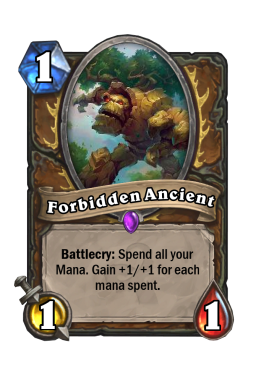 1
Forbidden Ancient
Battlecry: Spend all your
Mana. Gain +1/+1 for each
mana spent.
1
1